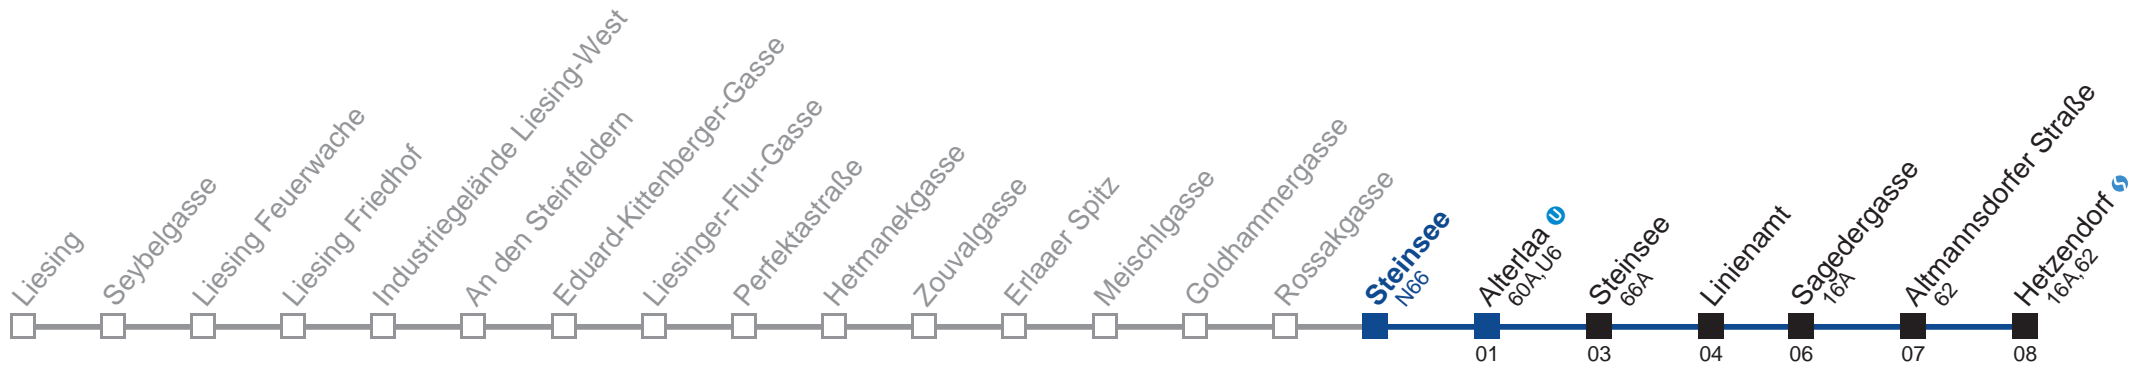 Liesing
Seybelgasse
Liesing Feuerwache
Liesing Friedhof
Industriegelände Liesing-West
An den Steinfeldern
Eduard-Kittenberger-Gasse
Liesinger-Flur-Gasse
Perfektastraße
Hetmanekgasse
Zouvalgasse
Erlaaer Spitz
Meischlgasse
Goldhammergasse
Rossakgasse
Steinsee
N66
Alterlaa U
60A,U6
01
Steinsee
66A
03
Linienamt
04
Sagedergasse
16A
06
Altmannsdorfer Straße
62
07
Hetzendorf S
16A,62
08